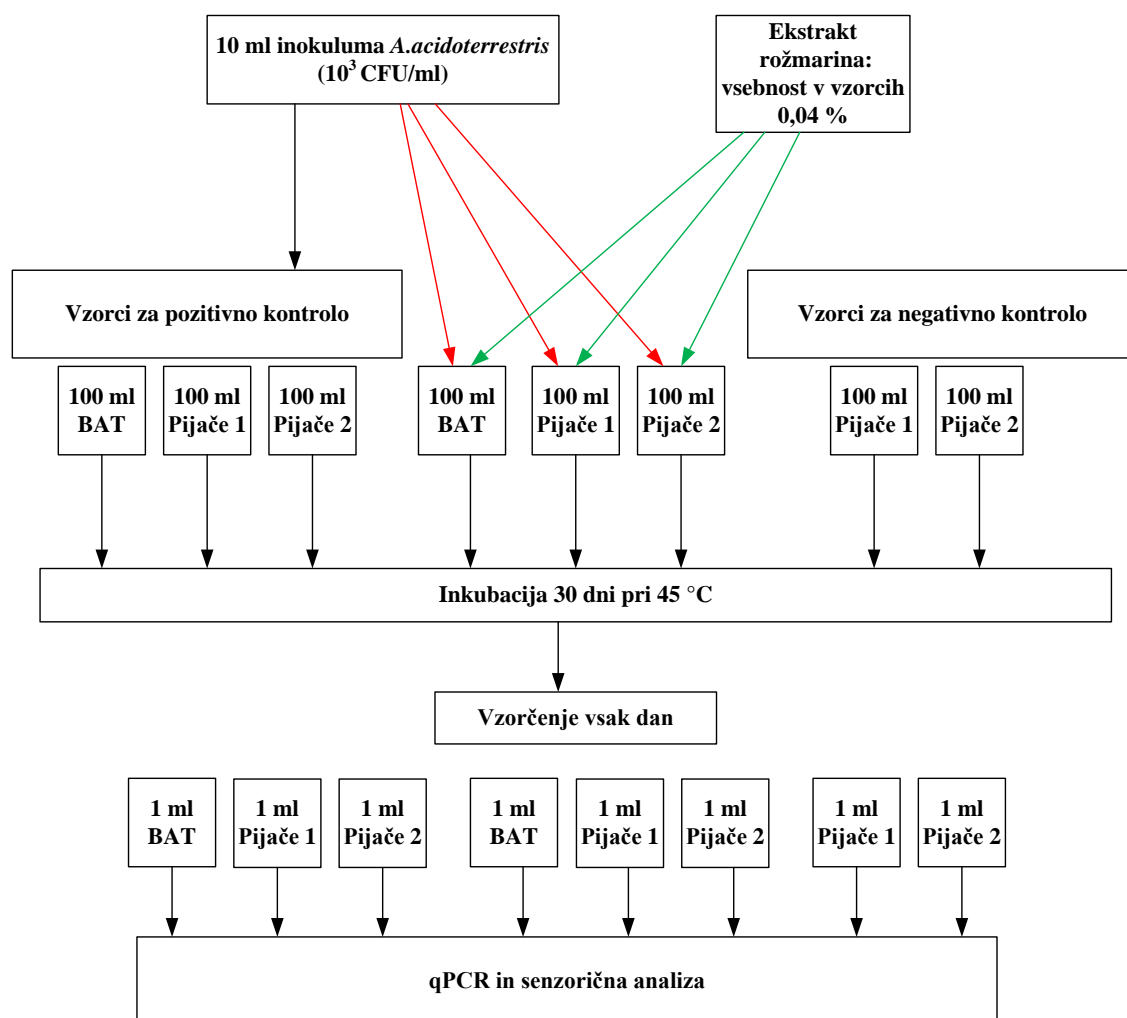 10 ml inokuluma A.acidoterrestris
(10³ CFU/ml)
Ekstrakt
rožmarina:
vsebnost v vzorcih
0,04 %
Vzorci za pozitivno kontrolo
Vzorci za negativno kontrolo
100 ml
BAT
100 ml
Pijače 1
100 ml
Pijače 2
100 ml
BAT
100 ml
Pijače 1
100 ml
Pijače 2
100 ml
Pijače 1
100 ml
Pijače 2
Inkubacija 30 dni pri 45 °C
Vzorčenje vsak dan
1 ml
BAT
1 ml
Pijače 1
1 ml
Pijače 2
1 ml
BAT
1 ml
Pijače 1
1 ml
Pijače 2
1 ml
Pijače 1
1 ml
Pijače 2
qPCR in senzorična analiza